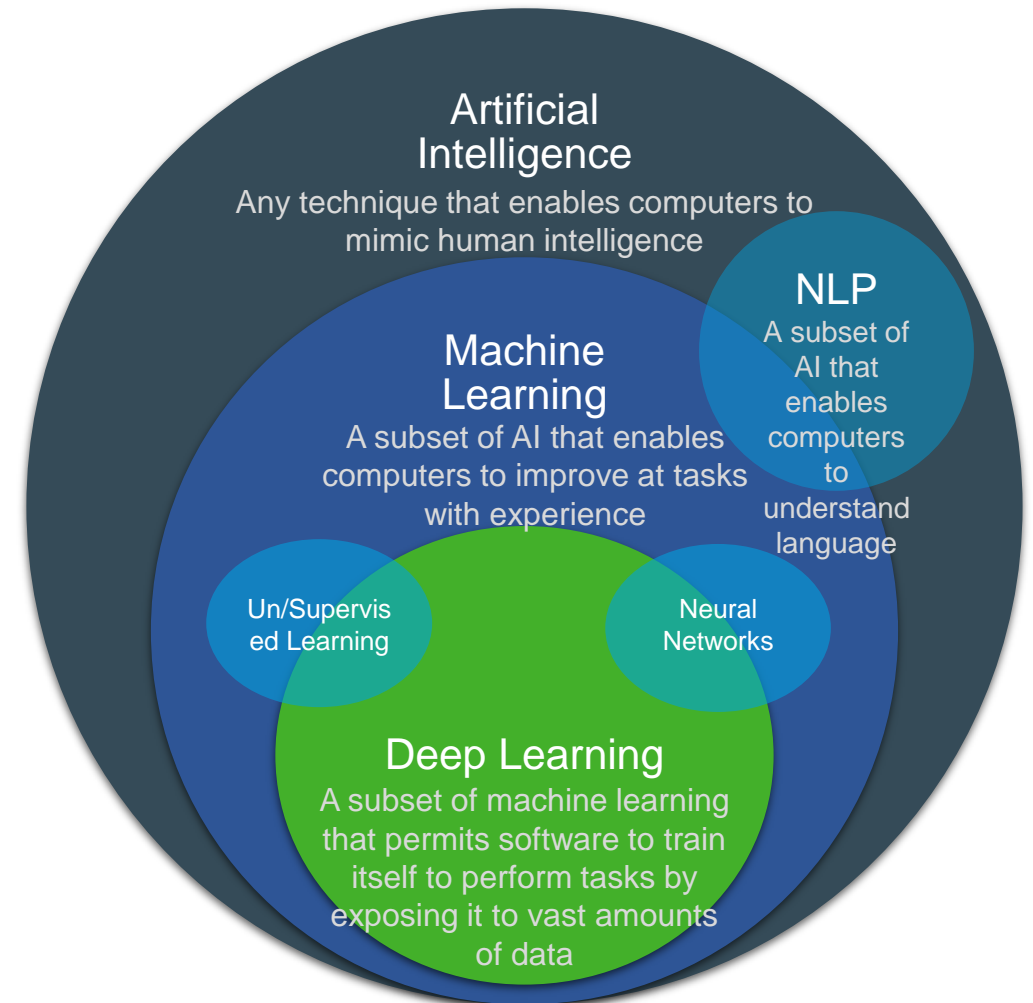 Artificial
Intelligence
Any technique that enables computers to
mimic human intelligence
NLP
A subset of
AI that
enables
computers
to
understand
language
Machine
Learning
A subset of AI that enables
computers to improve at tasks
with experience
Un/Supervis
ed Learning
Neural
Networks
Deep Learning
A subset of machine learning
that permits software to train
itself to perform tasks by
exposing it to vast amounts
of data